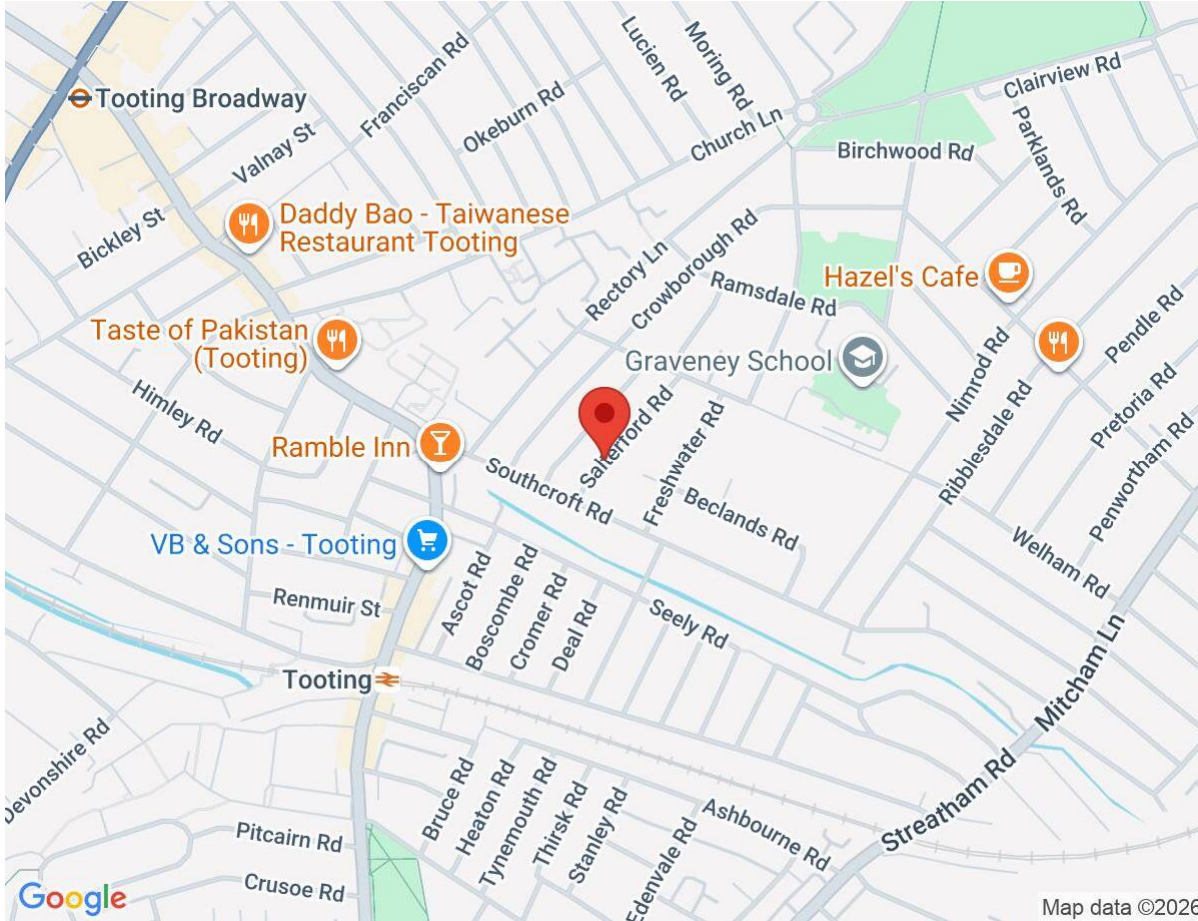 Tooting Broadway
Franciscan Rd
Lucien Rd
Moring Rd
Clairview Rd
Okeburn Rd
Church Ln
Valnay St
Parklands Rd
Birchwood Rd
Bickley St
Daddy Bao - Taiwanese
Restaurant Tooting
Rectory Ln
Crowborough Rd
Ramsdale Rd
Hazel's Cafe
Taste of Pakistan
(Tooting)
Graveney School
Pendle Rd
Nimrod Rd
Himley Rd
Salterford Rd
Freshwater Rd
Ribblesdale Rd
Pretoria Rd
Penwortham Rd
Ramble Inn
Southcroft Rd
Beclands Rd
Welham Rd
VB & Sons - Tooting
Ascot Rd
Boscombe Rd
Cromer Rd
Deal Rd
Renmuir St
Seely Rd
Tooting
Mitcham Ln
Devonshire Rd
Streatham Rd
Bruce Rd
Heaton Rd
Tynemouth Rd
Thirsk Rd
Stanley Rd
Edenvale Rd
Ashbourne Rd
Pitcairn Rd
Crusoe Rd
Google
Map data ©2026